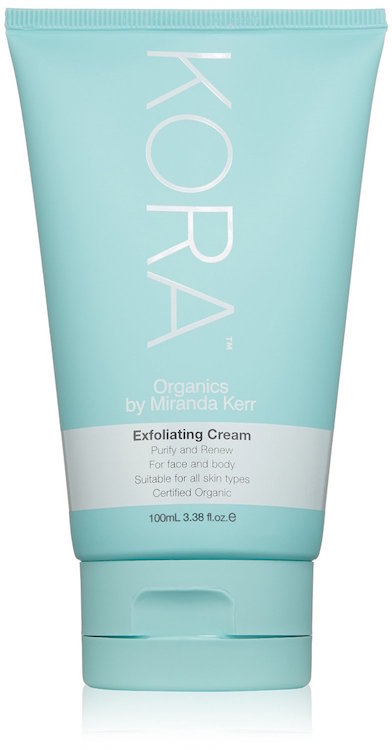 KORA™
Organics
by Miranda Kerr
Exfoliating Cream
Purify and Renew
For face and body
Suitable for all skin types
Certified Organic
100mL 3.38 fl.oz.e